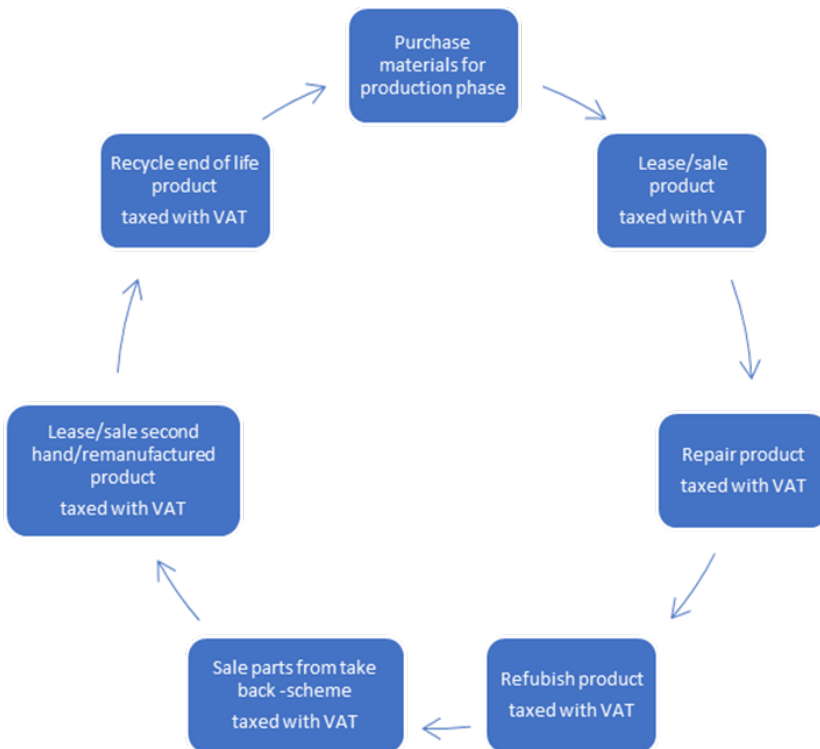 Purchase
materials for
production phase
Lease/sale
product
taxed with VAT
Repair product
taxed with VAT
Refubish product
taxed with VAT
Sale parts from take
back -scheme
taxed with VAT
Lease/sale second
hand/remanufactured
product
taxed with VAT
Recycle end of life
product
taxed with VAT